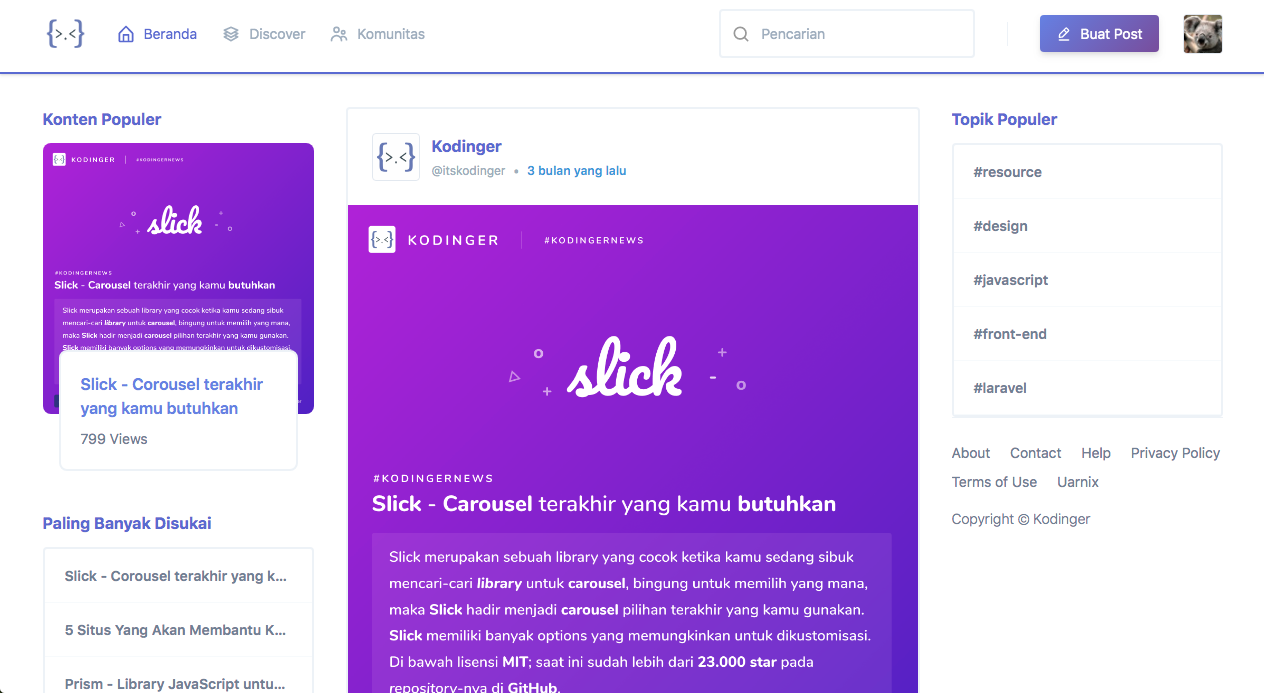 {>.<}
Beranda
Discover
Komunitas
Pencarian
Buat Post
Konten Populer
{>.<} KODINGER | #KODINGERNEWS
slick
#KODINGERNEWS
Slick - Carousel terakhir yang kamu butuhkan
Slick merupakan sebuah library yang cocok ketika kamu sedang sibuk
mencari-cari library untuk carousel, bingung untuk memilih yang mana,
maka Slick hadir menjadi carousel pilihan terakhir yang kamu gunakan.
Slick memiliki banyak options yang memungkinkan untuk dikustomisasi.
Slick - Corousel terakhir
yang kamu butuhkan
799 Views
Paling Banyak Disukai
Slick - Corousel terakhir yang k...
5 Situs Yang Akan Membantu K...
Prism - Library JavaScript untu...
{>.<}
Kodinger
@itskodinger • 3 bulan yang lalu
{>.<} KODINGER | #KODINGERNEWS
slick
#KODINGERNEWS
Slick - Carousel terakhir yang kamu butuhkan
Slick merupakan sebuah library yang cocok ketika kamu sedang sibuk
mencari-cari library untuk carousel, bingung untuk memilih yang mana,
maka Slick hadir menjadi carousel pilihan terakhir yang kamu gunakan.
Slick memiliki banyak options yang memungkinkan untuk dikustomisasi.
Di bawah lisensi MIT; saat ini sudah lebih dari 23.000 star pada
repository-nya di GitHub.
Topik Populer
#resource
#design
#javascript
#front-end
#laravel
About Contact Help Privacy Policy
Terms of Use Uarnix
Copyright © Kodinger